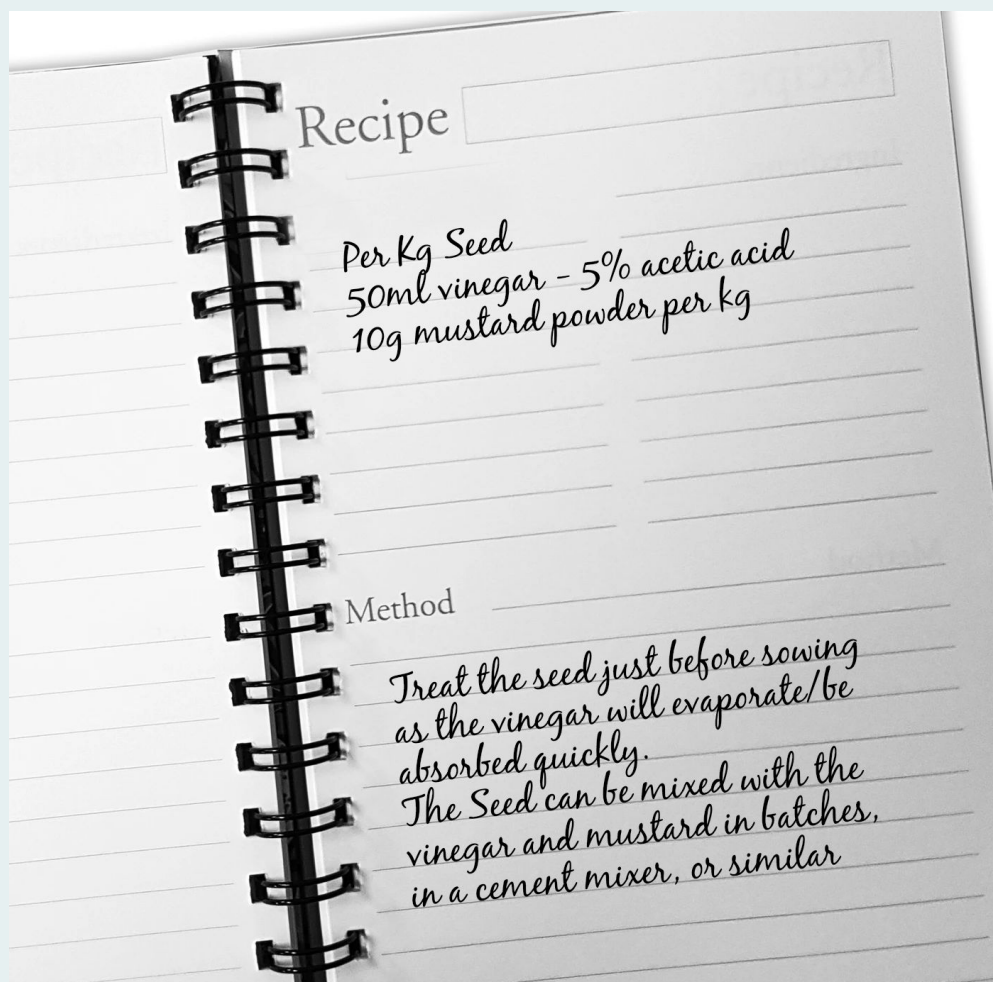 Recipe
Per Kg Seed
50ml vinegar - 5% acetic acid
10g mustard powder per kg
Method
Treat the seed just before sowing
as the vinegar will evaporate/be
absorbed quickly.
The Seed can be mixed with the
vinegar and mustard in batches,
in a cement mixer, or similar